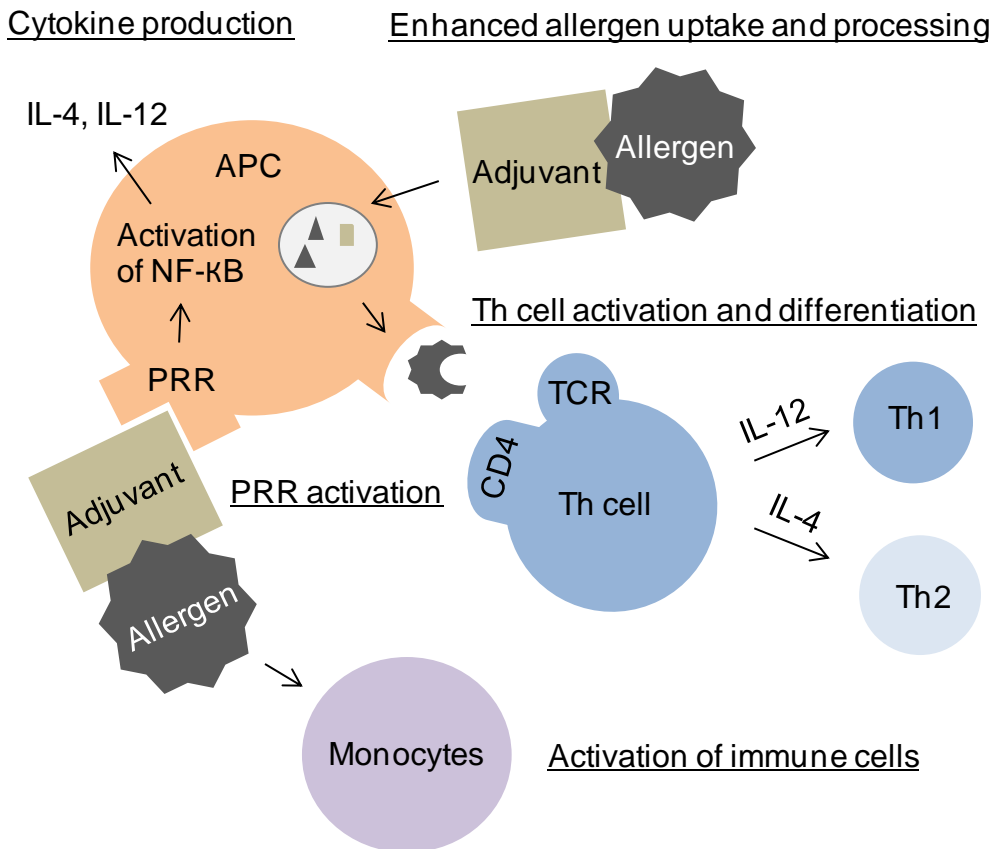 Cytokine production
Enhanced allergen uptake and processing
IL-4, IL-12
APC
Adjuvant
Allergen
Activation
of NF-κB
PRR
Th cell activation and differentiation
TCR
CD4
Th cell
IL-12
Th1
IL-4
Th2
Adjuvant
PRR activation
Allergen
Monocytes
Activation of immune cells